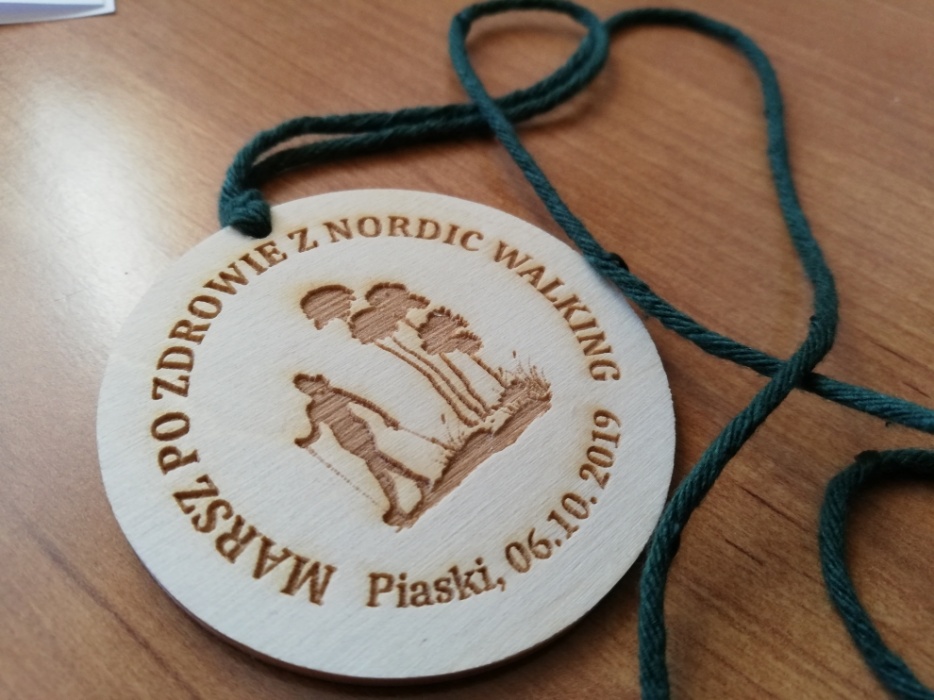 MARSZ PO ZDROWIE Z NORDIC WALKING
Piaski, 06.10.2019